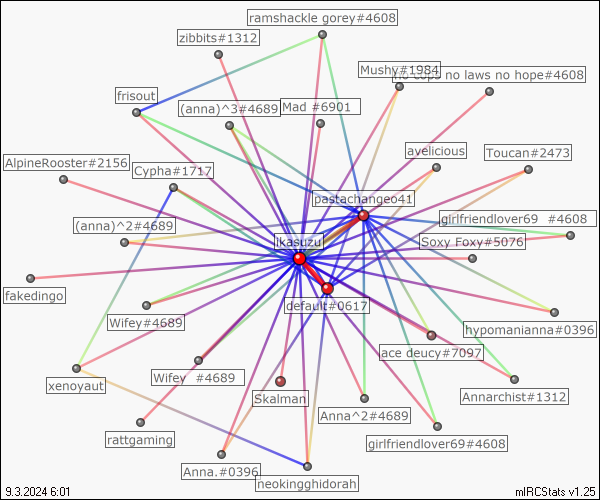 ramshackle gorey#4608
zibbits#1312
Mushy#1984
no cops no laws no hope#4608
frisout
(anna)^3#4689
Mad #6901
avelicious
Toucan#2473
AlpineRooster#2156
Cypha#1717
pastachangeo41
girlfriendlover69 #4608
(anna)^2#4689
ikasuzu
Soxy Foxy#5076
fakedingo
default#0617
Wifey#4689
hypomanianna#0396
ace deucy#7097
xenoyaut
Wifey #4689
Skalman
Annarchist#1312
Anna^2#4689
rattgaming
girlfriendlover69#4608
Anna.#0396
neokingghidorah
9.3.2024 6:01
mIRCStats v1.25